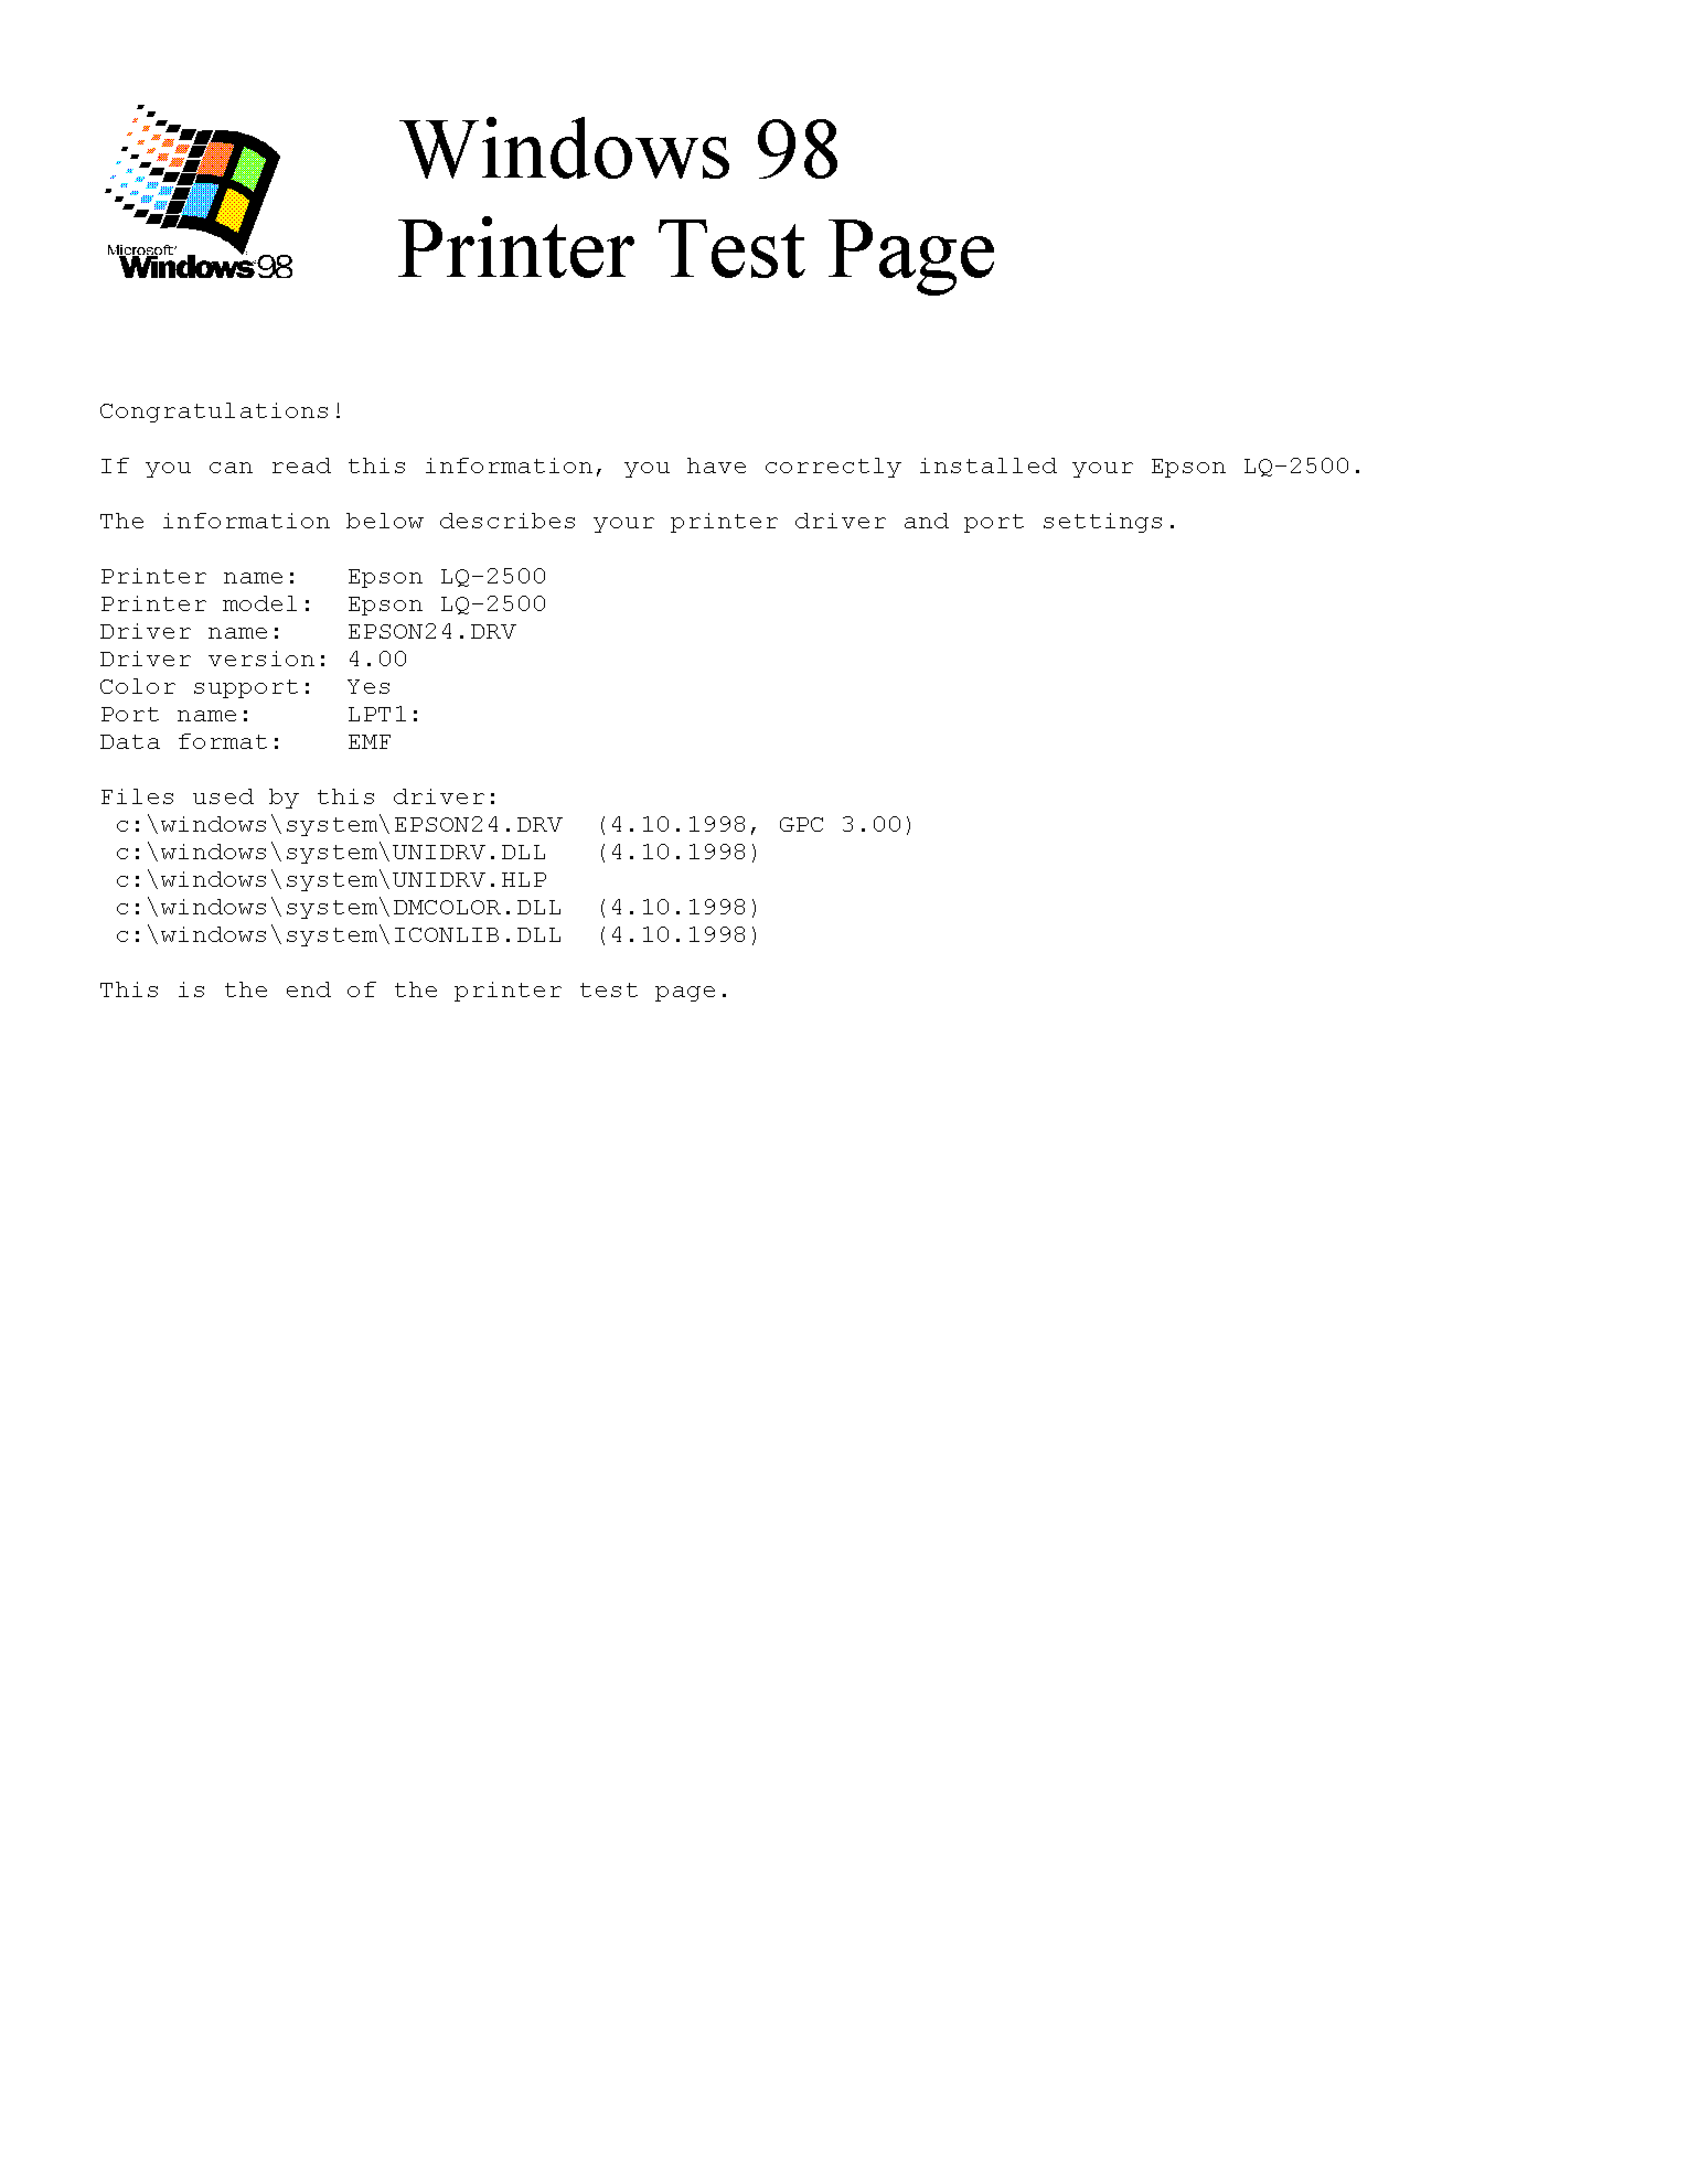 Microsoft
Windows 98
Windows 98
Printer Test Page
Congratulations!
If you can read this information, you have correctly installed your Epson LQ-2500.
The information below describes your printer driver and port settings.
Printer name:   Epson LQ-2500
Printer model:  Epson LQ-2500
Driver name:    EPSON24.DRV
Driver version: 4.00
Color support:  Yes
Port name:      LPT1:
Data format:    EMF
Files used by this driver:
 c:\windows\system\EPSON24.DRV  (4.10.1998, GPC 3.00)
 c:\windows\system\UNIDRV.DLL   (4.10.1998)
 c:\windows\system\UNIDRV.HLP
 c:\windows\system\DMCOLOR.DLL  (4.10.1998)
 c:\windows\system\ICONLIB.DLL  (4.10.1998)
This is the end of the printer test page.